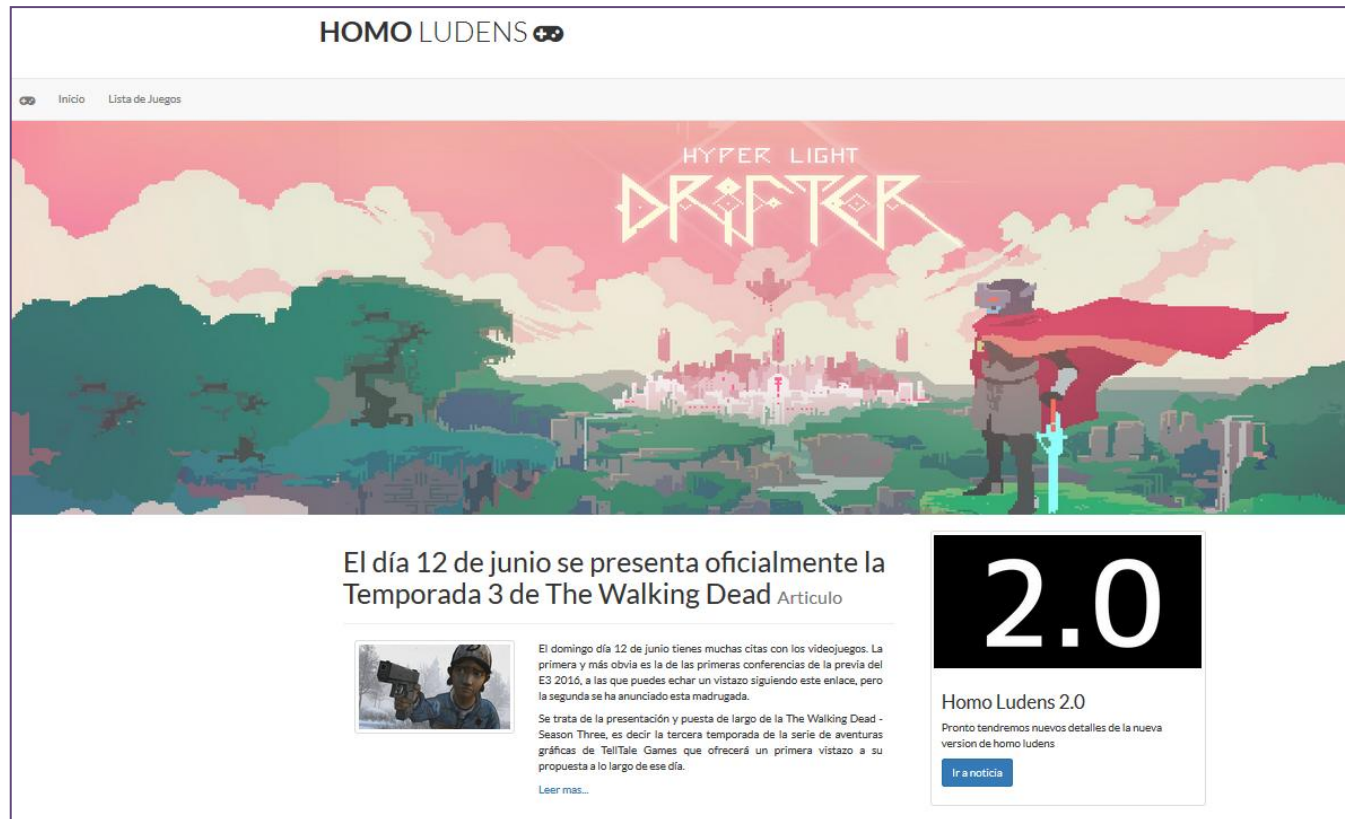 HOMO LUDENS
Inicio Lista de Juegos
HYPER LIGHT
DRIFTER
El día 12 de junio se presenta oficialmente la
Temporada 3 de The Walking Dead Articulo
El domingo día 12 de junio tienes muchas citas con los videojuegos. La
primera y más obvia es la de las primeras conferencias de la previa del
E3 2016, a las que puedes echar un vistazo siguiendo este enlace, pero
la segunda se ha anunciado esta madrugada.
Se trata de la presentación y puesta de largo de la The Walking Dead -
Season Three, es decir la tercera temporada de la serie de aventuras
gráficas de TellTale Games que ofrecerá un primera vistazo a su
propuesta a lo largo de ese día.
Leer mas...
2.0
Homo Ludens 2.0
Pronto tendremos nuevos detalles de la nueva
version de homo ludens
Ir a noticia